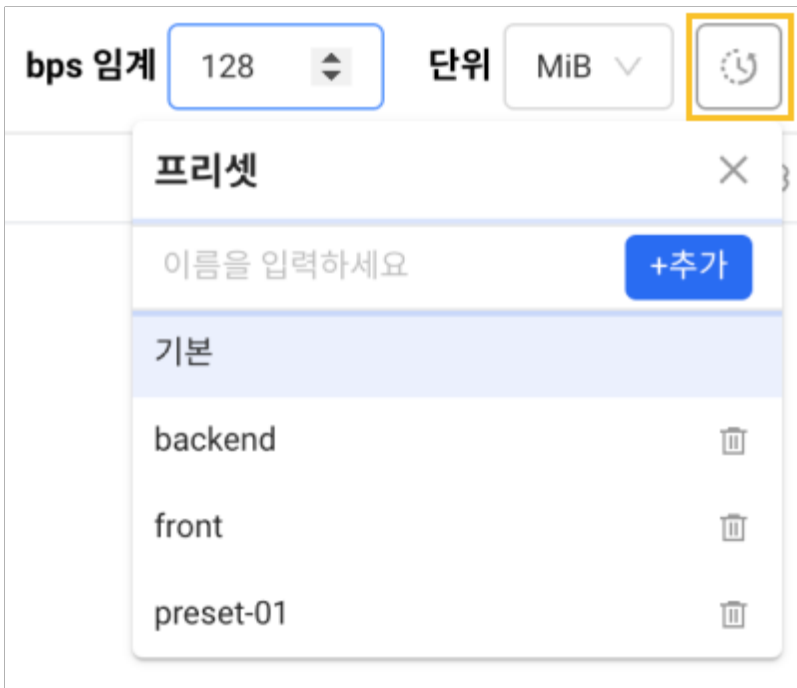 bps 임계 128 단위 MiB
프리셋
이름을 입력하세요 +추가
기본
backend
front
preset-01